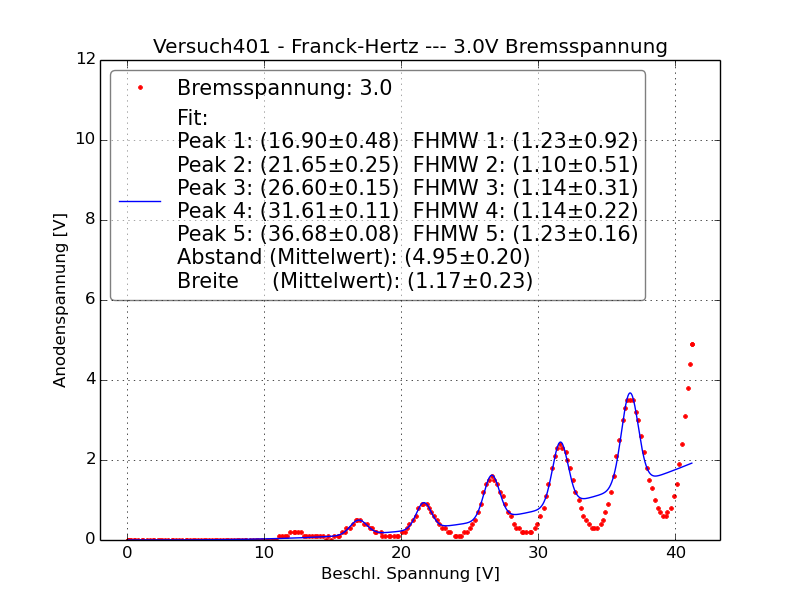 Versuch401 - Franck-Hertz --- 3.0V Bremsspannung
12
10
8
6
4
2
0
Anodenspannung [V]
Bremsspannung: 3.0
Fit:
Peak 1: (16.90±0.48)  FHMW 1: (1.23±0.92)
Peak 2: (21.65±0.25)  FHMW 2: (1.10±0.51)
Peak 3: (26.60±0.15)  FHMW 3: (1.14±0.31)
Peak 4: (31.61±0.11)  FHMW 4: (1.14±0.22)
Peak 5: (36.68±0.08)  FHMW 5: (1.23±0.16)
Abstand (Mittelwert): (4.95±0.20)
Breite     (Mittelwert): (1.17±0.23)
0 10 20 30 40
Beschl. Spannung [V]